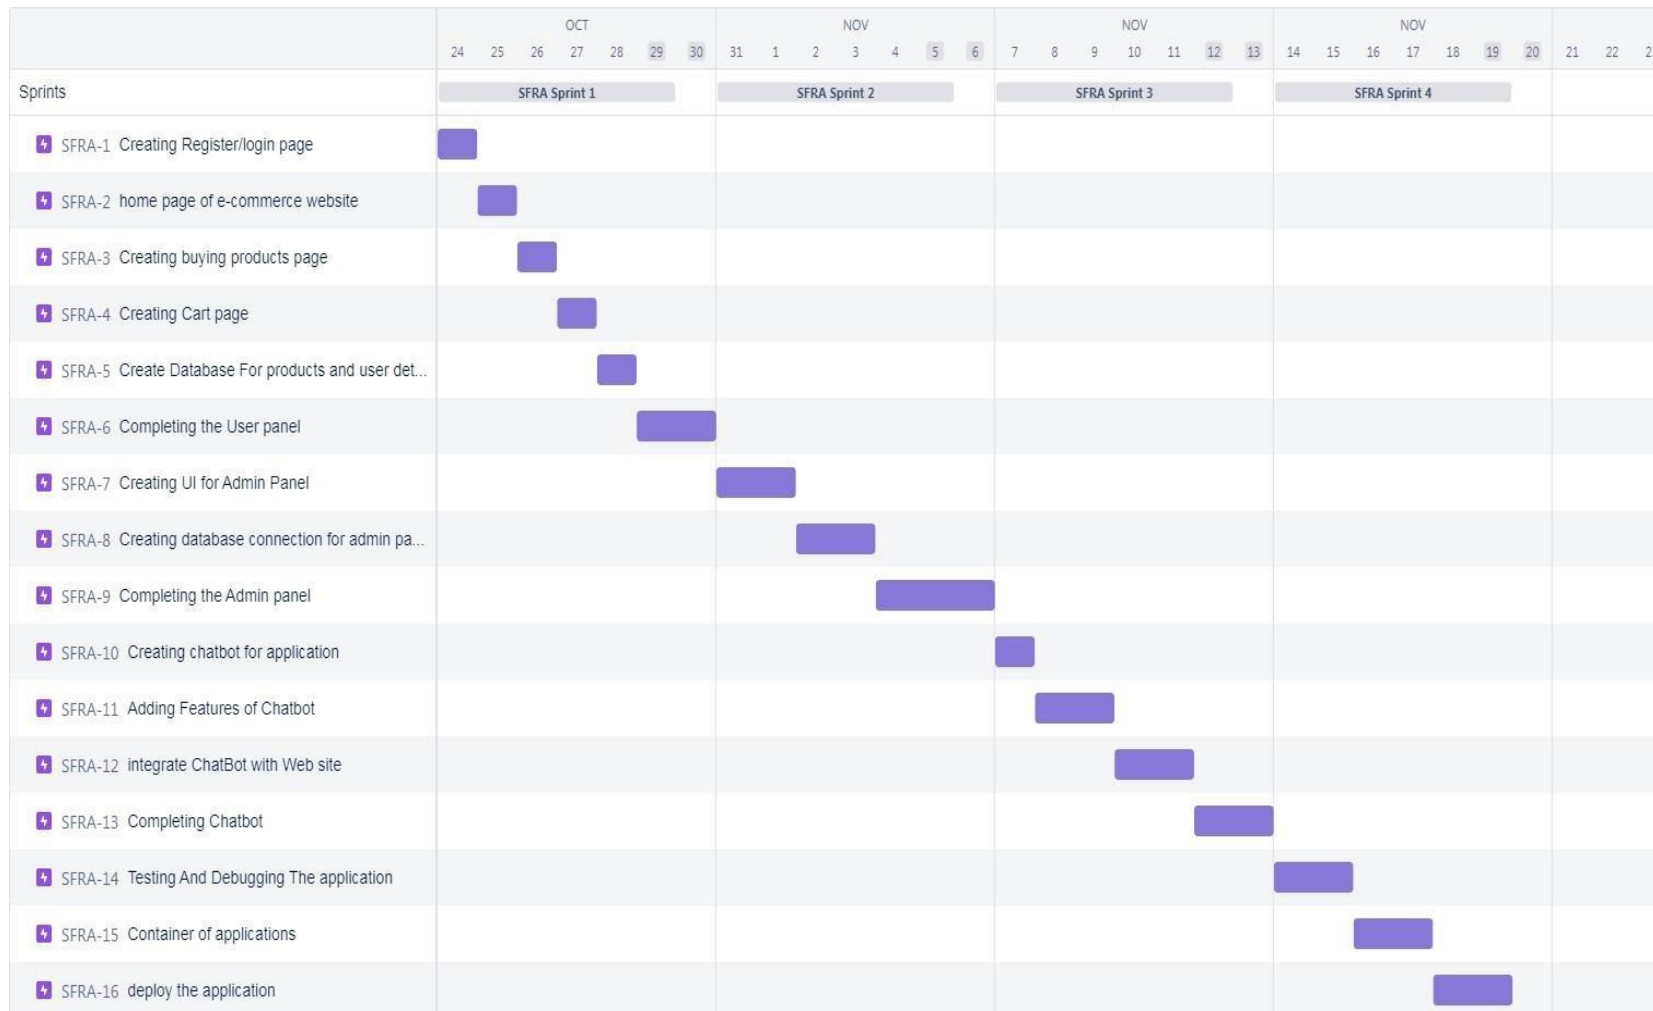 OCT NOV NOV NOV
24 25 26 27 28 29 30 31 1 2 3 4 5 6 7 8 9 10 11 12 13 14 15 16 17 18 19 20 21 22
Sprints SFRA Sprint 1 SFRA Sprint 2 SFRA Sprint 3 SFRA Sprint 4
SFRA-1 Creating Register/login page
SFRA-2 home page of e-commerce website
SFRA-3 Creating buying products page
SFRA-4 Creating Cart page
SFRA-5 Create Database For products and user det...
SFRA-6 Completing the User panel
SFRA-7 Creating UI for Admin Panel
SFRA-8 Creating database connection for admin pa...
SFRA-9 Completing the Admin panel
SFRA-10 Creating chatbot for application
SFRA-11 Adding Features of Chatbot
SFRA-12 integrate ChatBot with Web site
SFRA-13 Completing Chatbot
SFRA-14 Testing And Debugging The application
SFRA-15 Container of applications
SFRA-16 deploy the application